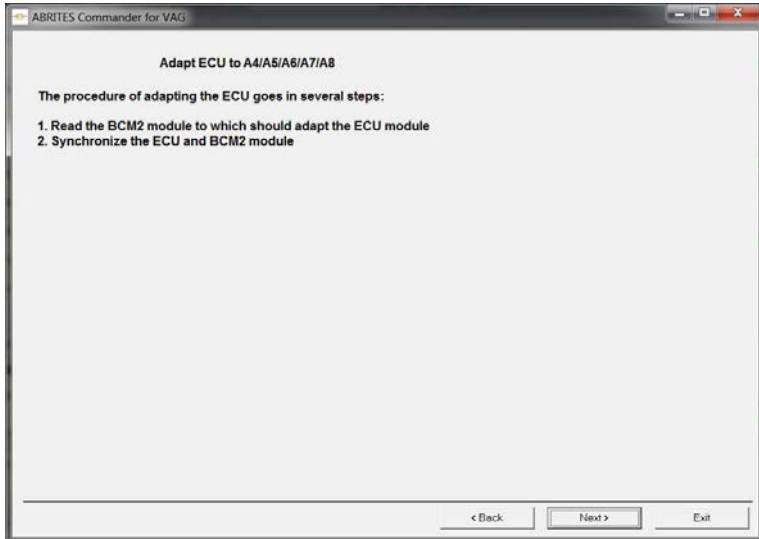 ABRITES Commander for VAG
Adapt ECU to A4/A5/A6/A7/A8
The procedure of adapting the ECU goes in several steps:
1. Read the BCM2 module to which should adapt the ECU module
2. Synchronize the ECU and BCM2 module
< Back Next > Exit